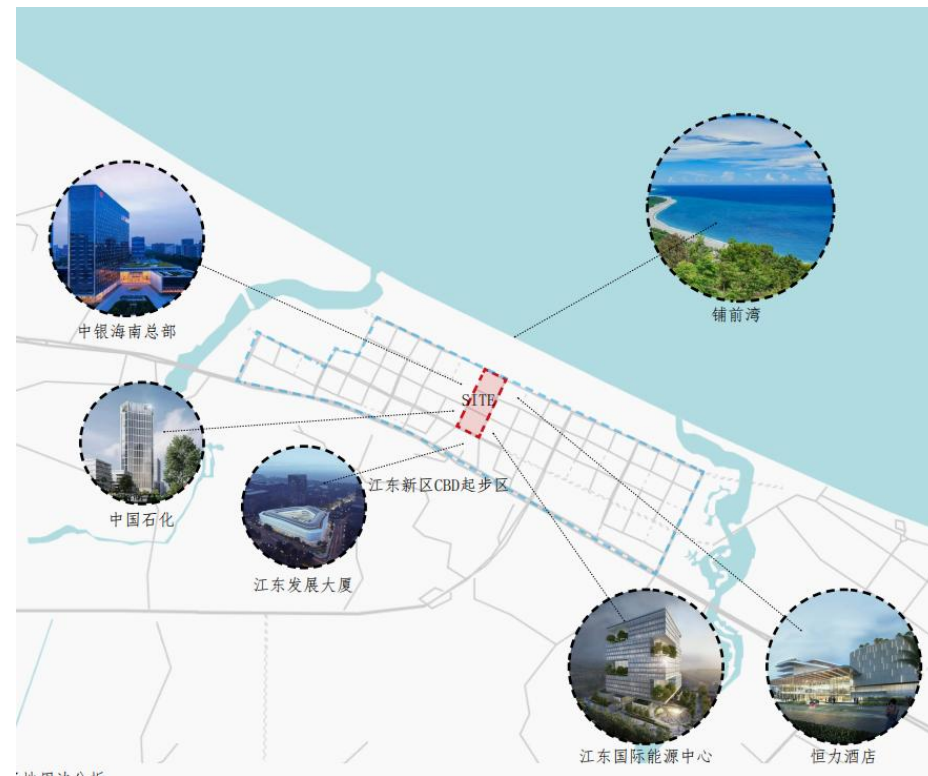 铺前湾
中银海南总部
SITE
江东新区CBD起步区
中国石化
江东发展大厦
江东国际能源中心
恒力酒店